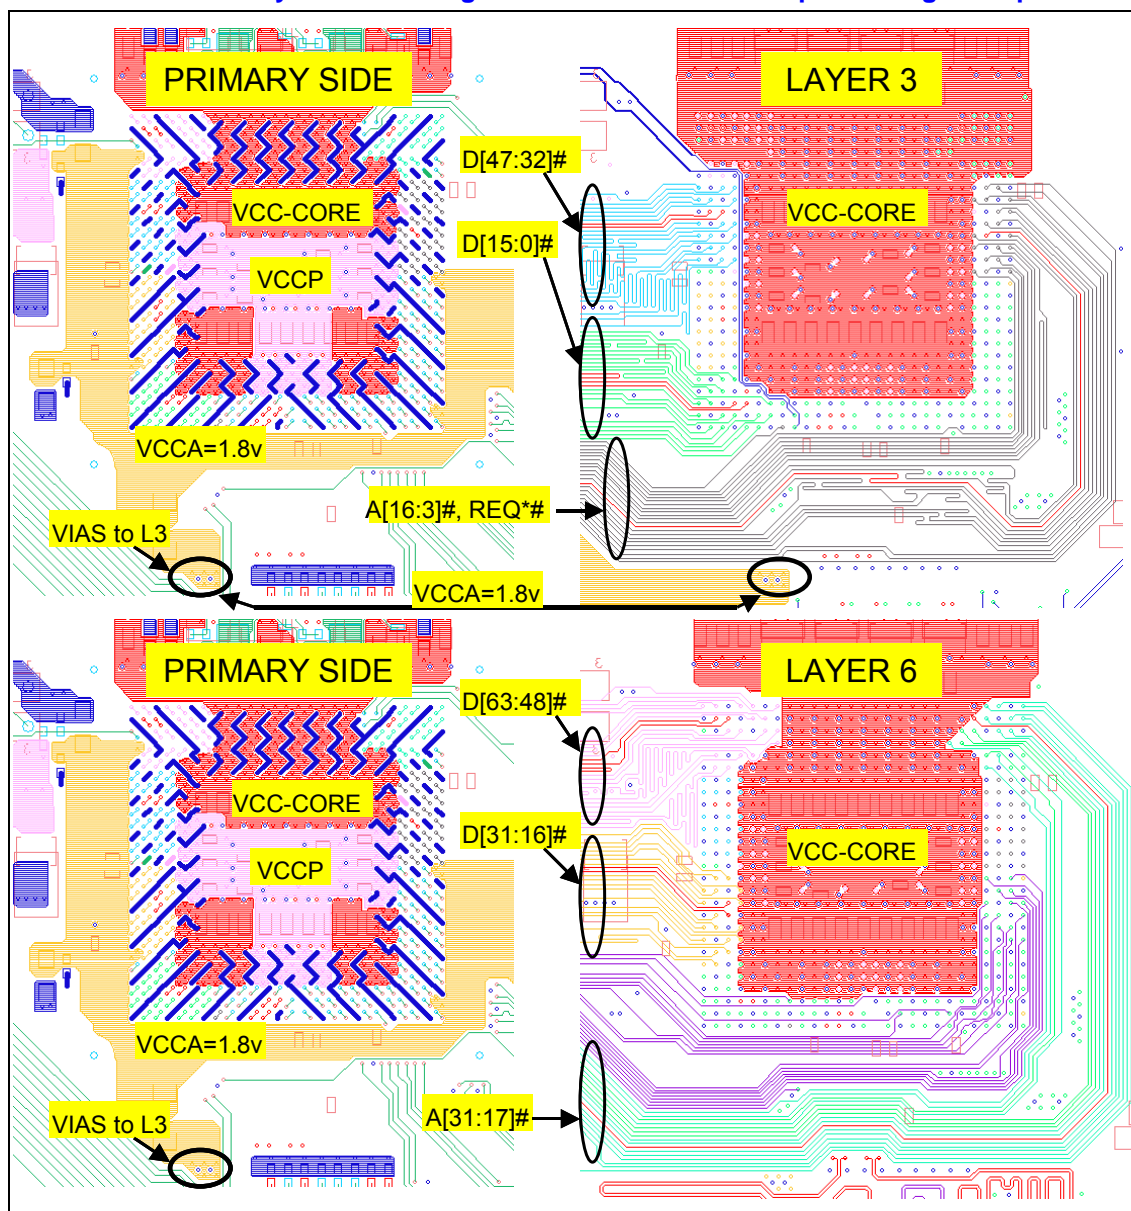 PRIMARY SIDE
LAYER 3
D[47:32]#
VCC-CORE
VCC-CORE
D[15:0]#
VCCP
VCCA=1.8v
A[16:3]#, REQ*#
VIAS to L3
VCCA=1.8v
PRIMARY SIDE
LAYER 6
D[63:48]#
VCC-CORE
D[31:16]#
VCC-CORE
VCCP
VCCA=1.8v
VIAS to L3
A[31:17]#